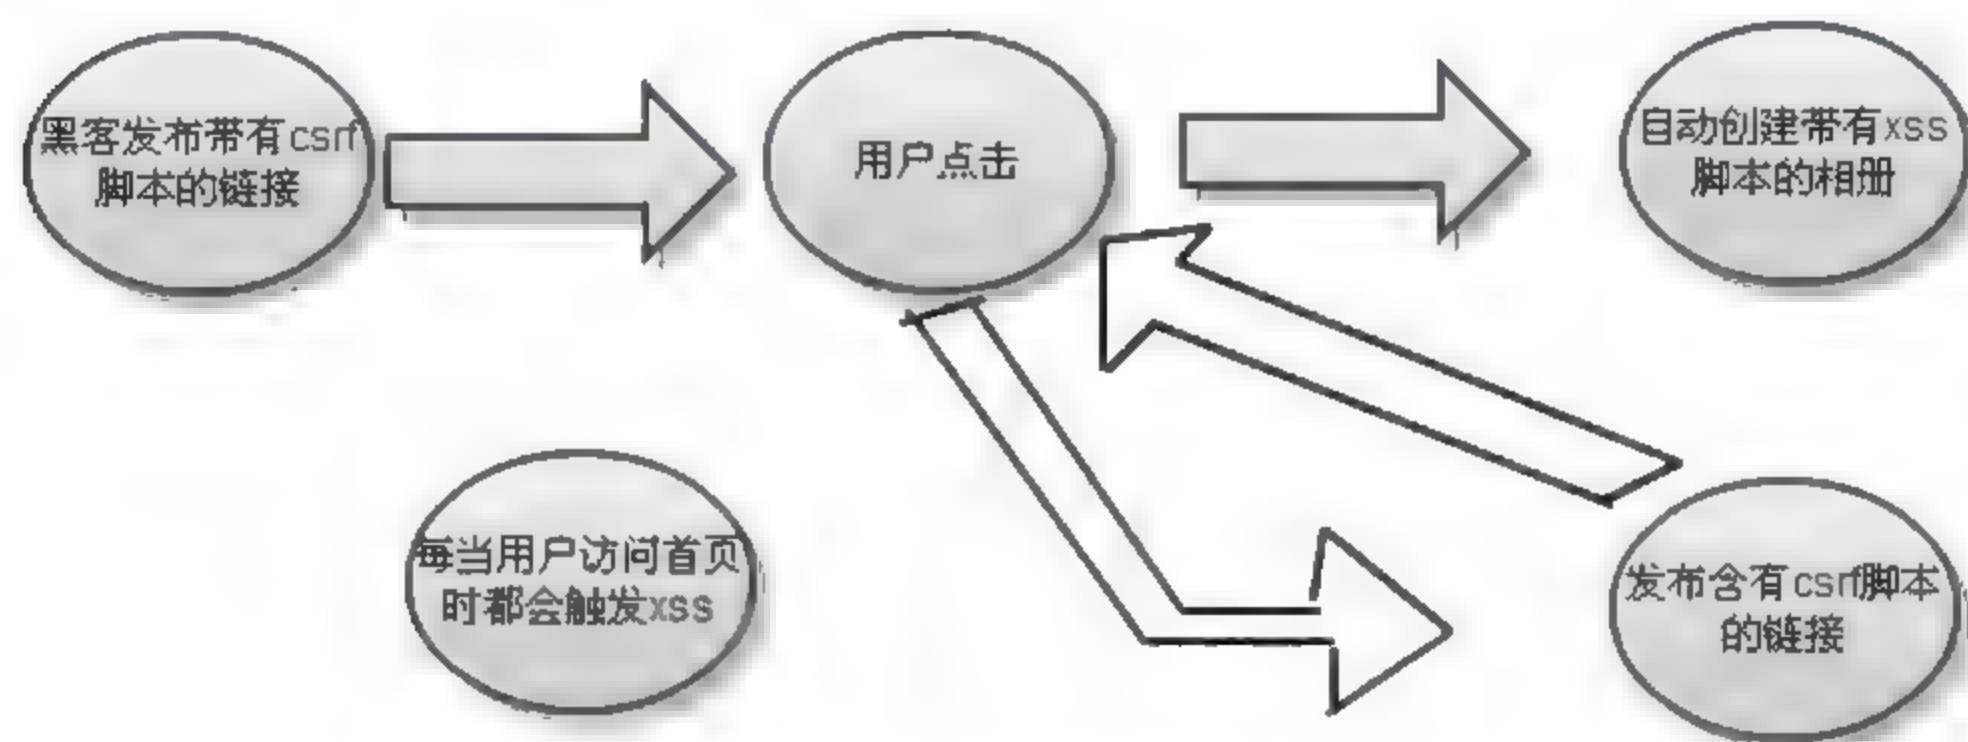 黑客发布带有csrf
脚本的链接
用户点击
自动创建带有xss
脚本的相册
每当用户访问首页
时都会触发xss
发布含有csrf脚本
的链接